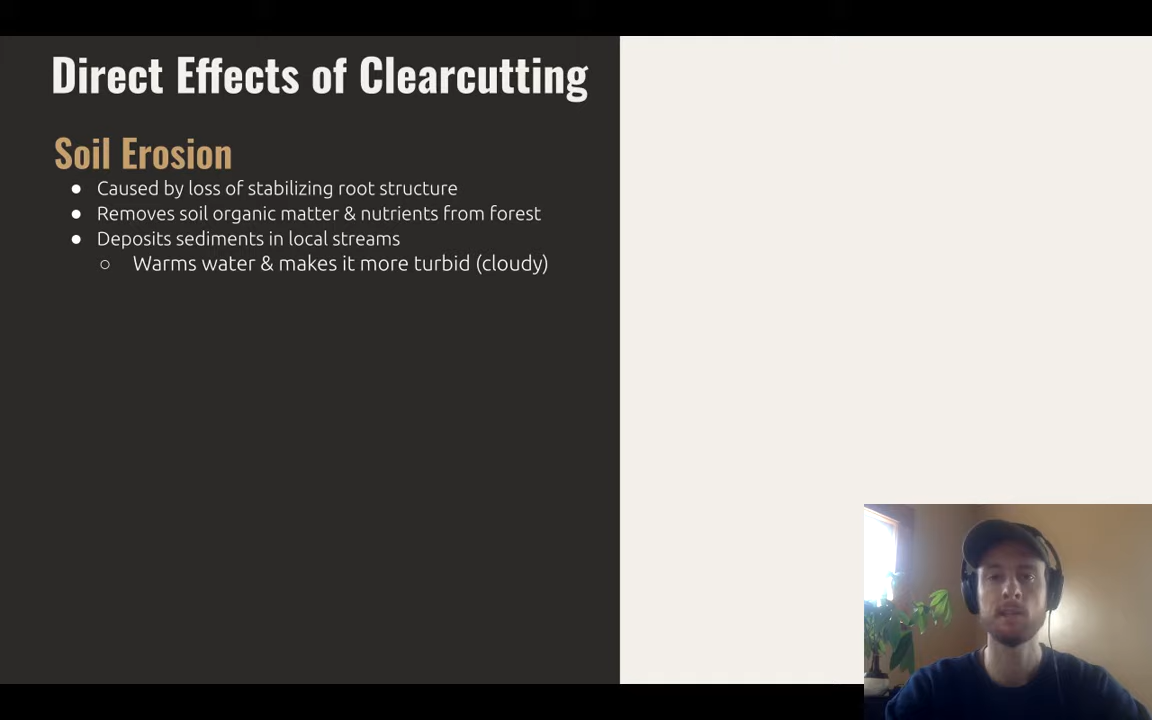 Direct Effects of Clearcutting
Soil Erosion
● Caused by loss of stabilizing root structure
● Removes soil organic matter & nutrients from forest
● Deposits sediments in local streams
○ Warms water & makes it more turbid (cloudy)